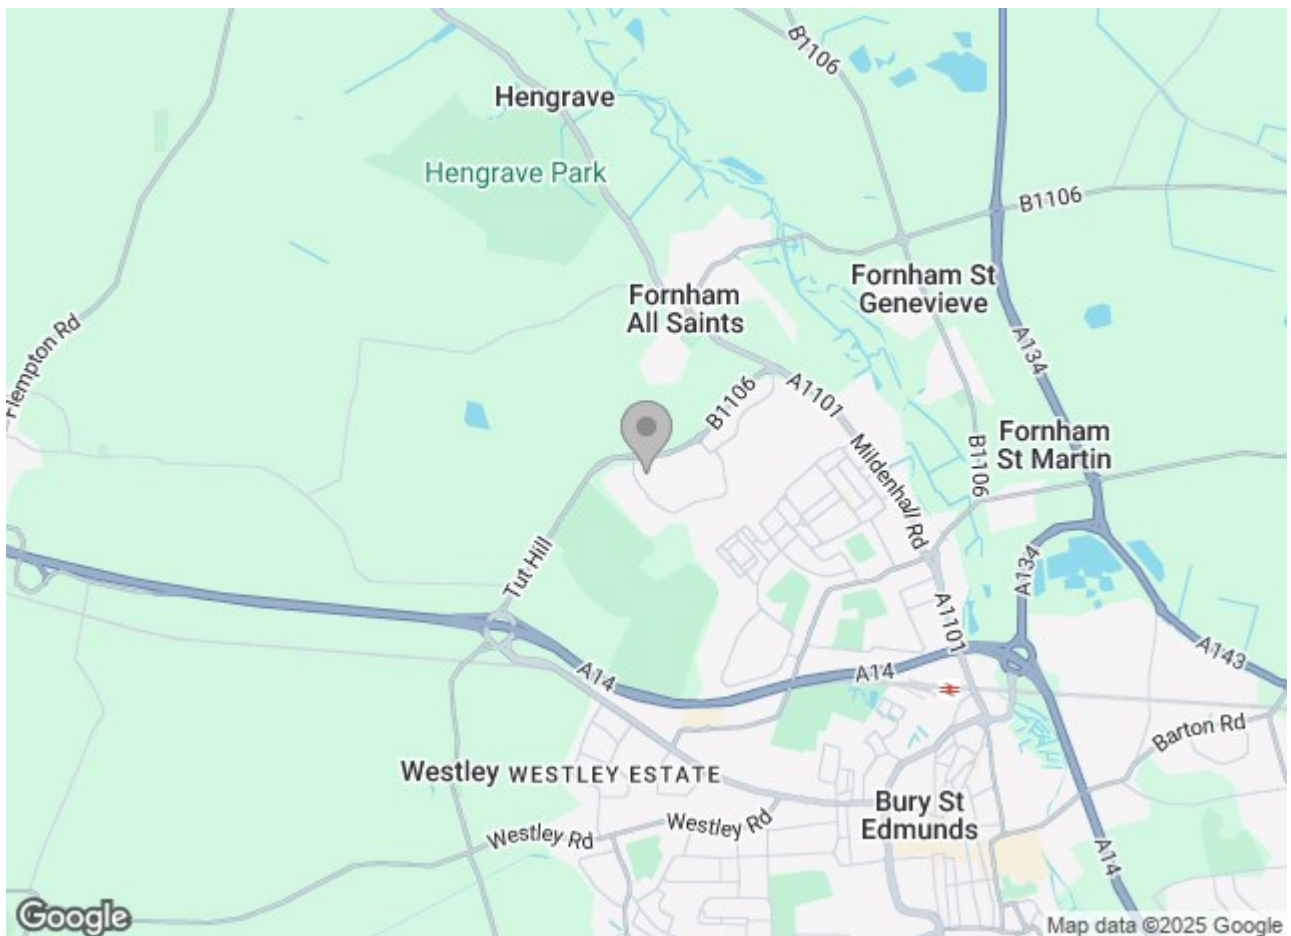 B1106
Hengrave
Hengrave Park
B1106
Fornham St
Genevieve
Fornham
All Saints
Flempton Rd
A134
B1106
A1101
Mildenhall Rd
B1106
Fornham
St Martin
Tut Hill
A134
A1101
A14
A14
A143
Barton Rd
Westley
WESTLEY ESTATE
Bury St
Edmunds
Westley Rd
Westley Rd
A14
Google
Map data ©2025 Google